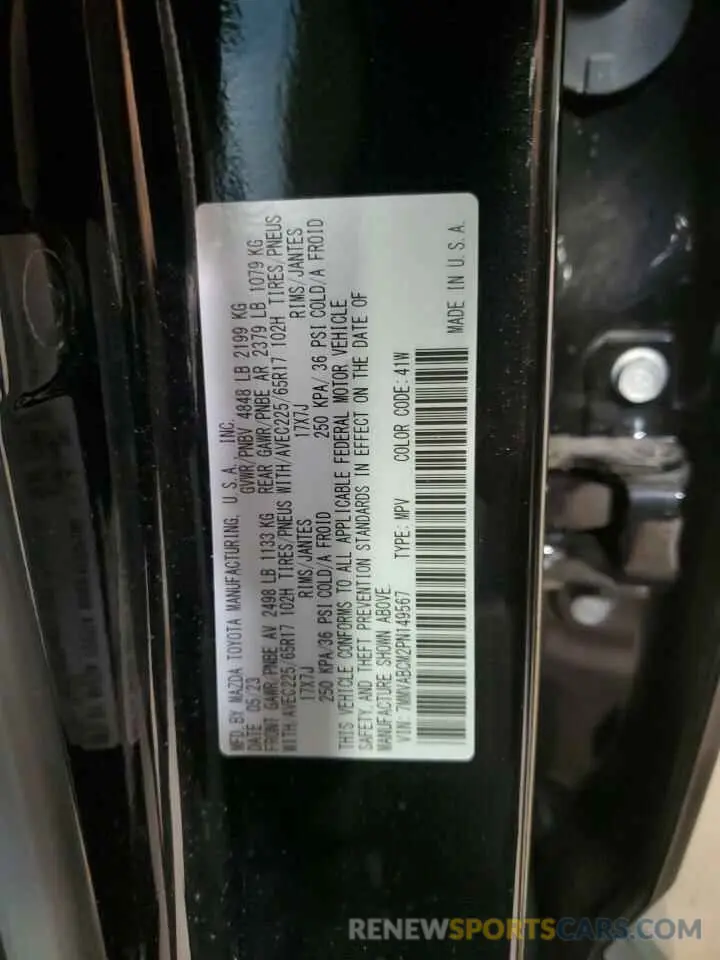 MFD BY MAZDA TOYOTA MANUFACTURING, U.S.A., INC.
DATE 05/23 GVWR/PNBV 4848 LB 2199 KG
FRONT GAWR/PNBE AV 2498 LB 1133 KG REAR GAWR/PNBE AR 2379 LB 1079 KG
WITH/AVEC225/65R17 102H TIRES/PNEUS WITH/AVEC225/65R17 102H TIRES/PNEUS
17X7J RIMS/JANTES 17X7J RIMS/JANTES
250 KPA/36 PSI COLD/A FROID 250 KPA/36 PSI COLD/A FROID
THIS VEHICLE CONFORMS TO ALL APPLICABLE FEDERAL MOTOR VEHICLE
SAFETY AND THEFT PREVENTION STANDARDS IN EFFECT ON THE DATE OF
MANUFACTURE SHOWN ABOVE.
VIN: 7MMVABCM2PN149567 TYPE: MPV COLOR CODE: 41W
MADE IN U.S.A.
RENEWSPORTSCARS.COM